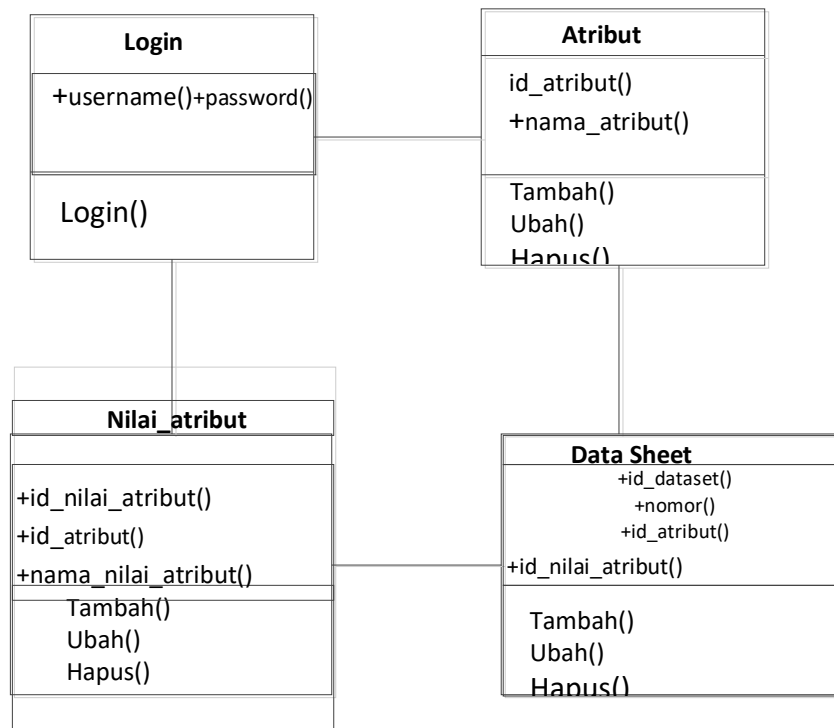 Login
+username()+password()
Login()
Atribut
id_atribut()
+nama_atribut()
Tambah()
Ubah()
Hapus()
Nilai_atribut
+id_nilai_atribut()
+id_atribut()
+nama_nilai_atribut()
Tambah()
Ubah()
Hapus()
Data Sheet
+id_dataset()
+nomor()
+id_atribut()
+id_nilai_atribut()
Tambah()
Ubah()
Hapus()